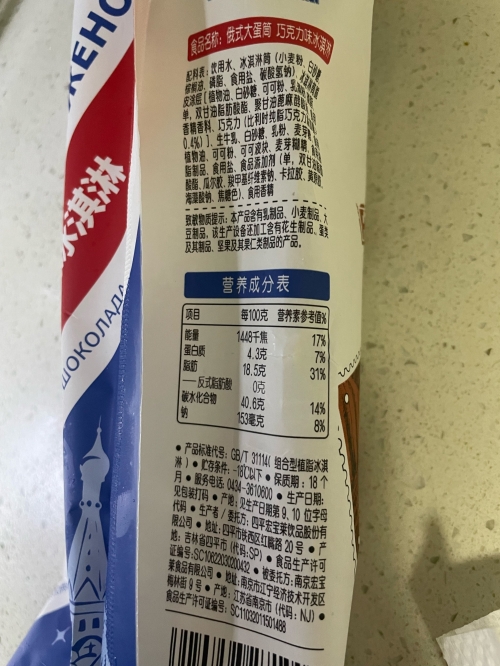 ЖЕНО
冰淇淋
ШОКОЛАДА
食品名称：俄式大蛋筒 巧克力味冰淇淋
配料表：饮用水、冰淇淋筒（小麦粉、白砂糖、
棕榈油、磷脂、食用盐、碳酸氢钠）、
皮涂层[植物油、白砂糖、可可粉、乳
单，双甘油脂肪酸酯、聚甘油蓖麻醇
香精香料、巧克力（比利时纯脂巧克力
0.4%）]、生牛乳、白砂糖、乳粉、麦芽
植物油、可可粉、可可液块、麦芽糊精、食
脂制品、食用盐、食品添加剂（单，双甘油脂肪
酸酯、瓜尔胶、羧甲基纤维素钠、卡拉胶、黄原胶、
海藻酸钠、焦糖色）、食用香精
致敏物质提示：本产品含有乳制品、小麦制品、大
豆制品，该生产设备还加工含有花生制品、蛋类
及其制品、坚果及其果仁类制品的产品。
营养成分表
项目 每100克 营养素参考值%
能量 1448千焦 17%
蛋白质 4.3克 7%
脂肪 18.5克 31%
——反式脂肪酸 0克
碳水化合物 40.6克 14%
钠 153毫克 8%
● 产品标准代号：GB/T 31114（组合型植脂冰淇
淋）● 贮存条件：-18℃以下 ● 保质期：18个
月 ● 服务电话：0434-3610600 ● 生产日期：
见包装打码 ● 产地：见生产日期第9、10位字母
代码 ● 生产者/委托方：四平宏宝莱饮品股份有
限公司 ● 地址：四平市铁西区红嘴路20号 ● 产
地：吉林省四平市（代码：SP）● 食品生产许可
证编号：SC10622030200432 ● 被委托方：南京宏宝
莱食品有限公司 ● 地址：南京市江宁经济技术开发区
梅林街9号 ● 产地：江苏省南京市（代码：NJ）●
食品生产许可证编号：SC11032011501488